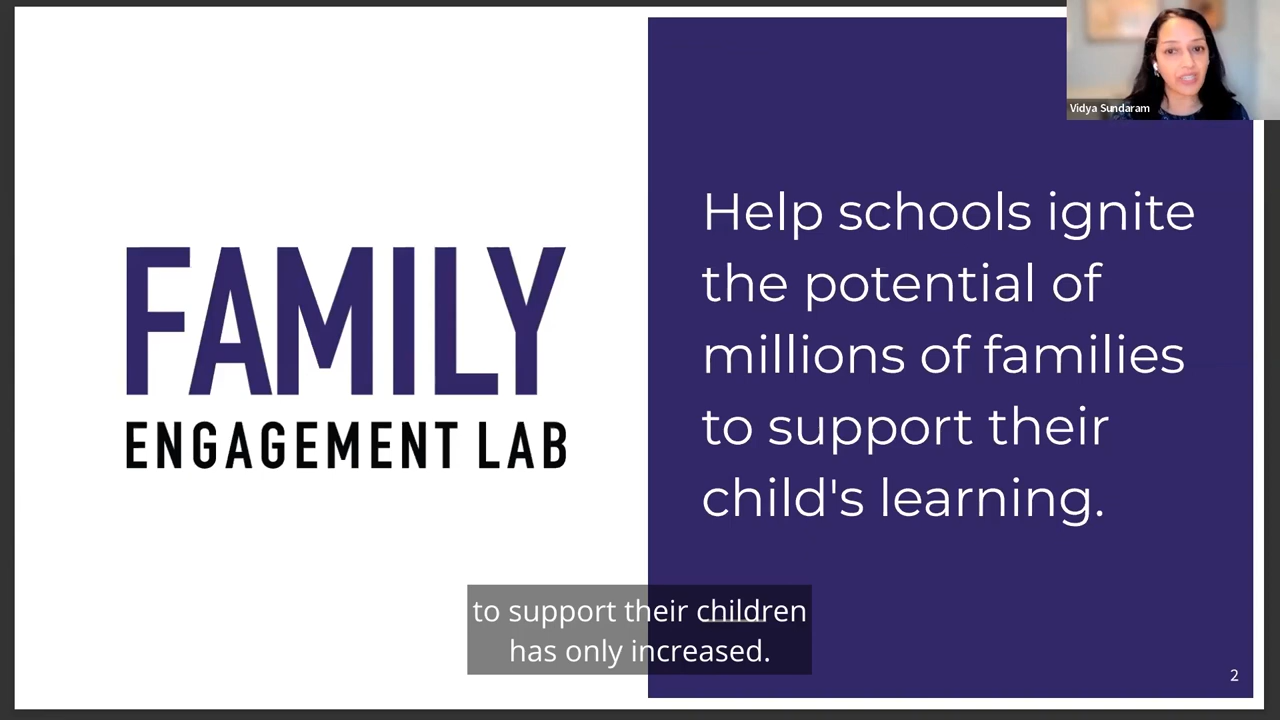 Vidya Sundaram
FAMILY
ENGAGEMENT LAB
Help schools ignite
the potential of
millions of families
to support their
child's learning.
to support their children
has only increased.
2